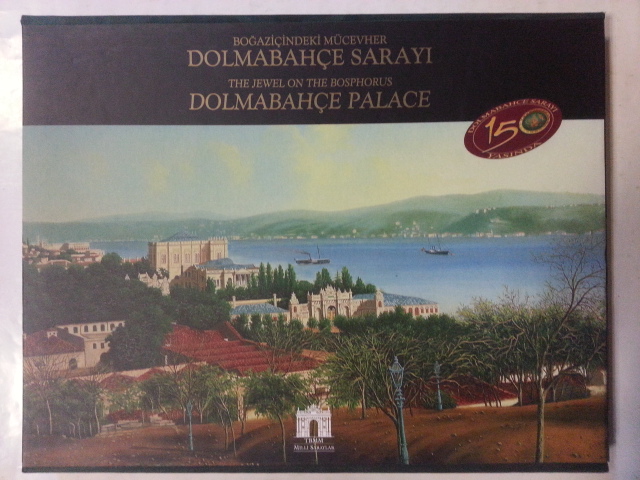 BOĞAZİÇİNDEKİ MÜCEVHER
DOLMABAHÇE SARAYI
THE JEWEL ON THE BOSPHORUS
DOLMABAHÇE PALACE
DOLMABAHÇE SARAYI
150
YAŞINDA
TBMM
MİLLİ SARAYLAR